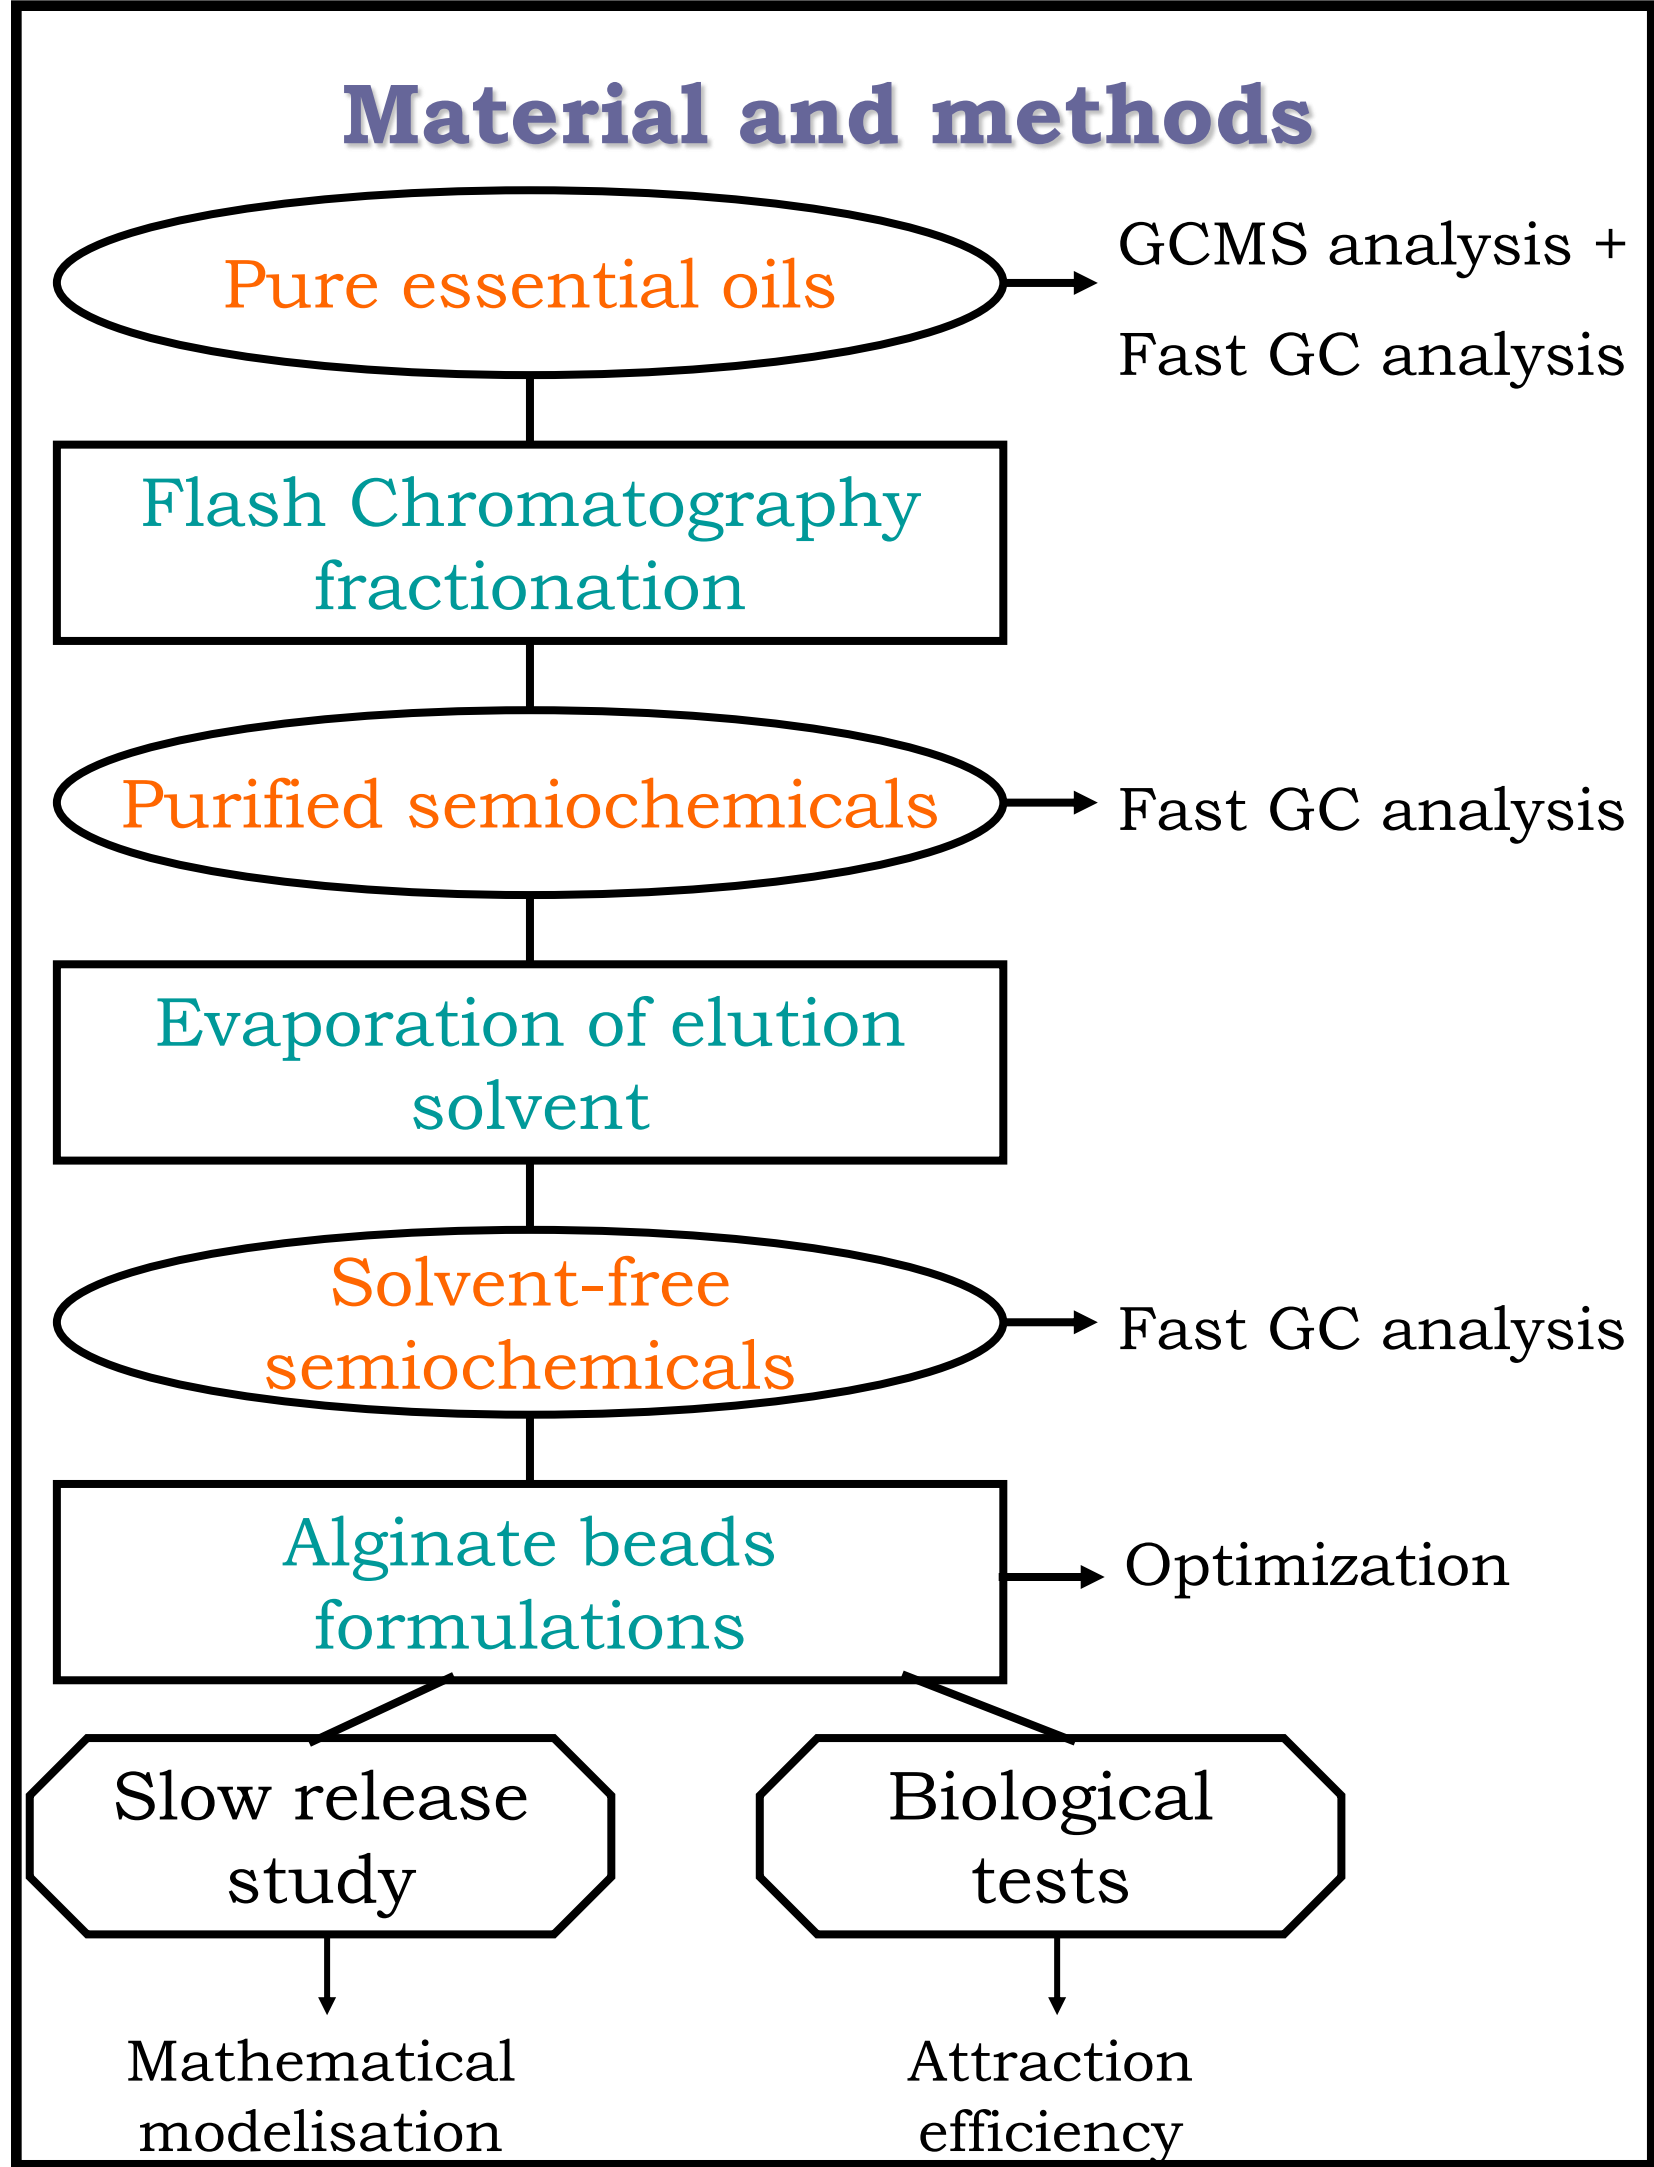 Material and methods
Pure essential oils
GCMS analysis +
Fast GC analysis
Flash Chromatography
fractionation
Purified semiochemicals
Fast GC analysis
Evaporation of elution
solvent
Solvent-free
semiochemicals
Fast GC analysis
Alginate beads
formulations
Optimization
Slow release
study
Biological
tests
Mathematical
modelisation
Attraction
efficiency